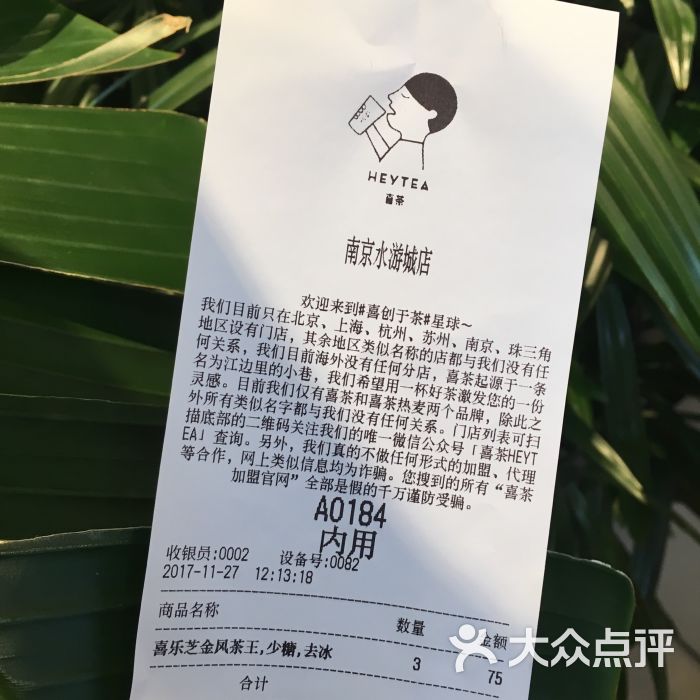 HEYTEA
喜茶
南京水游城店
欢迎来到#喜创于茶#星球~
我们目前只在北京、上海、杭州、苏州、南京、珠三角
地区设有门店，其余地区类似名称的店都与我们没有任
何关系，我们目前海外没有任何分店，喜茶起源于一条
名为江边里的小巷，我们希望用一杯好茶激发您的一份
灵感。目前我们仅有喜茶和喜茶热麦两个品牌，除此之
外所有类似名字都与我们没有任何关系。门店列表可扫
描底部的二维码关注我们的唯一微信公众号「喜茶HEYT
EA」查询。另外，我们真的不做任何形式的加盟、代理
等合作，网上类似信息均为诈骗。您搜到的所有“喜茶
加盟官网”全部是假的千万谨防受骗。
A0184
内用
收银员:0002 设备号:0082
2017-11-27 12:13:18
商品名称 数量 金额
喜乐芝金凤茶王,少糖,去冰 3 75
合计
大众点评